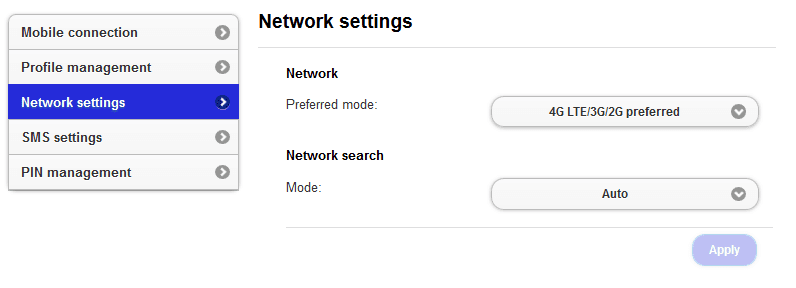 Mobile connection
Profile management
Network settings
SMS settings
PIN management
Network settings
Network
Preferred mode: 4G LTE/3G/2G preferred
Network search
Mode: Auto
Apply